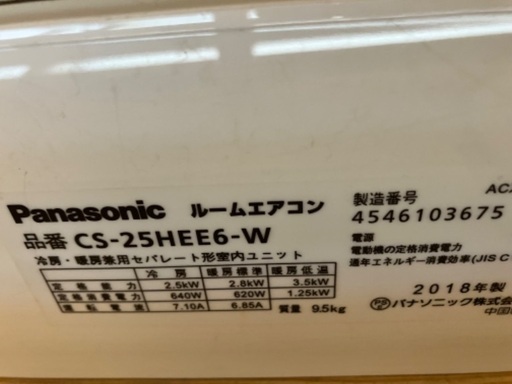 Panasonic ルームエアコン
品番 CS-25HEE6-W
冷房・暖房兼用セパレート形室内ユニット
冷房 暖房標準 暖房低温
定格能力 2.5kW 2.8kW 3.5kW
定格消費電力 640W 620W 1.25kW
運転電流 7.10A 6.85A
質量 9.5kg
製造番号
4546103675
電源
電動機の定格消費電力
通年エネルギー消費効率(JIS C
2018年製
パナソニック株式会
中国